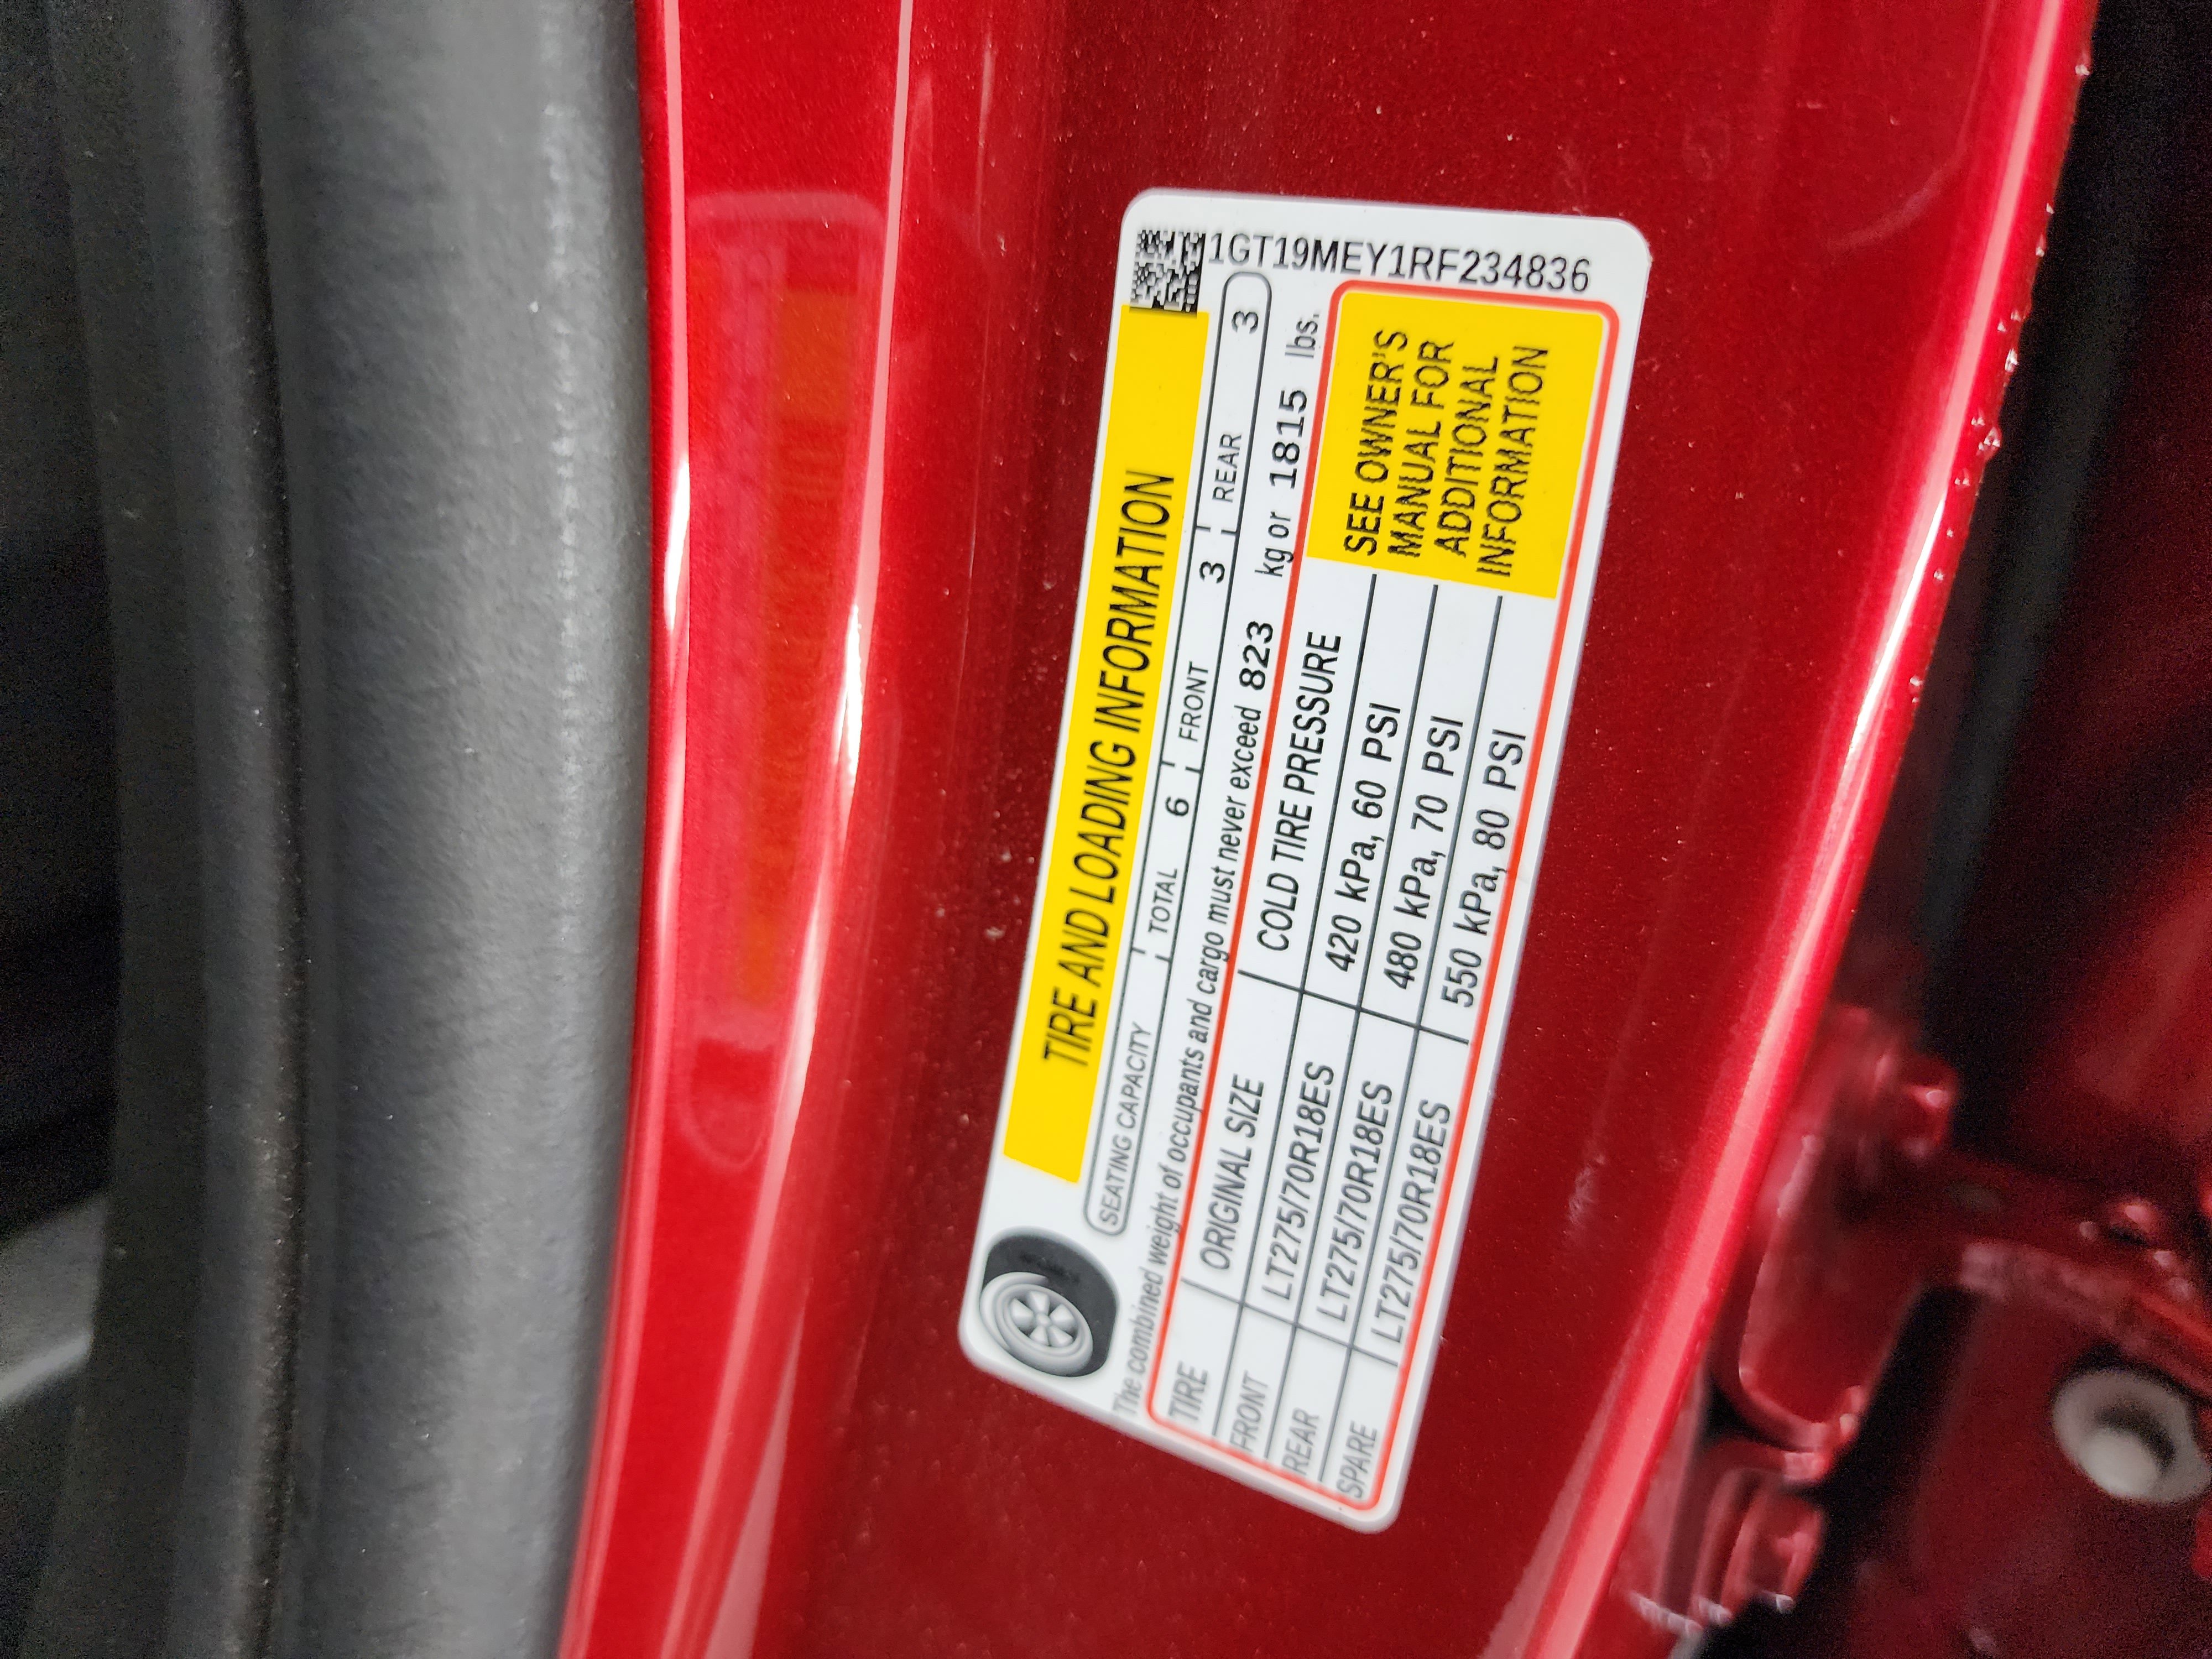 TIRE AND LOADING INFORMATION
SEATING CAPACITY TOTAL 6 FRONT 3 REAR 3
The combined weight of occupants and cargo must never exceed 823 kg or 1815 lbs.
TIRE ORIGINAL SIZE COLD TIRE PRESSURE
FRONT LT275/70R18ES 420 kPa, 60 PSI
REAR LT275/70R18ES 480 kPa, 70 PSI
SPARE LT275/70R18ES 550 kPa, 80 PSI
SEE OWNER'S
MANUAL FOR
ADDITIONAL
INFORMATION
1GT19MEY1RF234836